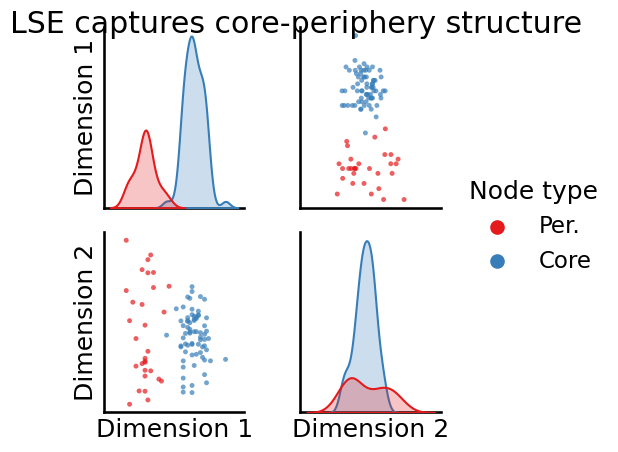 LSE captures core-periphery structure
Dimension 1
Node type
Per.
Core
Dimension 2
Dimension 1
Dimension 2